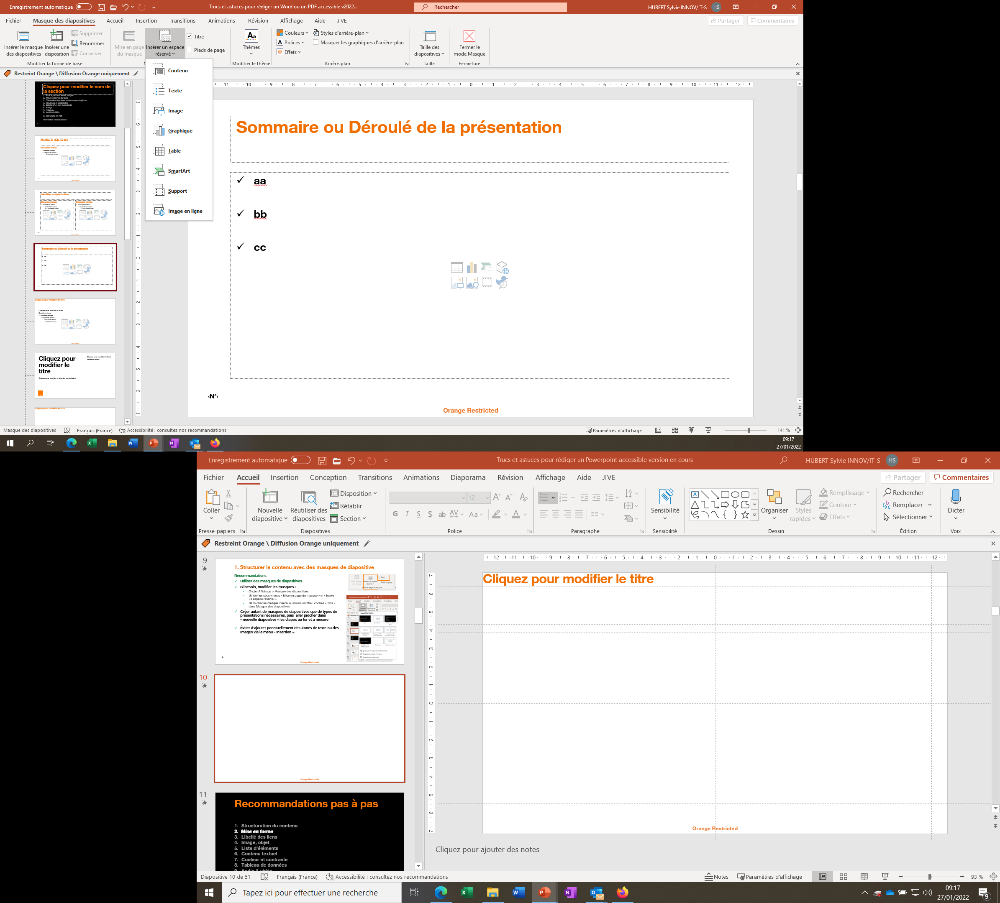 Enregistrement automatique
Trucs et astuces pour rédiger un Word ou un PDF accessible v2022...
Rechercher
HUBERT Sylvie INNOV/IT-S
HS
Fichier
Masque des diapositives
Accueil
Insertion
Transitions
Animations
Révision
Affichage
Aide
JIVE
Partager
Commentaires
Insérer le masque des diapositives
Insérer une disposition
Supprimer
Renommer
Conserver
Modifier la forme de base
Mise en page du masque
Insérer un espace réservé
Titre
Pieds de page
Thèmes
Modifier le thème
Couleurs
Polices
Effets
Styles d'arrière-plan
Masquer les graphiques d'arrière-plan
Arrière-plan
Taille des diapositives
Taille
Fermer le mode Masque
Fermeture
Restreint Orange \ Diffusion Orange uniquement
Contenu
Texte
Image
Graphique
Table
SmartArt
Support
Image en ligne
Cliquez pour modifier le nom de la section
Modifiez le style du titre
Modifiez le style du titre
Sommaire ou Déroulé de la présentation
Cliquez pour modifier le titre
Cliquez pour modifier le titre
Cliquez pour modifier le titre
Sommaire ou Déroulé de la présentation
✓ aa
✓ bb
✓ cc
‹N°›
Orange Restricted
Masque des diapositives
Français (France)
Accessibilité : consultez nos recommandations
Paramètres d'affichage
141 %
09:17
27/01/2022
Enregistrement automatique
Trucs et astuces pour rédiger un Powerpoint accessible version en cours
HUBERT Sylvie INNOV/IT-S
HS
Fichier
Accueil
Insertion
Conception
Transitions
Animations
Diaporama
Révision
Affichage
Aide
JIVE
Partager
Commentaires
Coller
Presse-papiers
Nouvelle diapositive
Réutiliser des diapositives
Disposition
Rétablir
Section
Diapositives
12
G I S S ab AV Aa
Police
Paragraphe
Sensibilité
Sensibilité
Organiser
Styles rapides
Remplissage
Contour
Effets
Dessin
Rechercher
Remplacer
Sélectionner
Édition
Dicter
Voix
Restreint Orange \ Diffusion Orange uniquement
9
1. Structurer le contenu avec des masques de diapositive
Recommandations
✓ Utiliser des masques de diapositives
✓ Si besoin, modifier les masques :
– Onglet Affichage > Masque des diapositives
– Utiliser les sous-menus « Mise en page du masque » et « Insérer
un espace réservé ».
– Dans chaque masque insérer au moins un titre : cochee « Titre »
dans Masque des diapositives
✓ Créer autant de masques de diapositives que de types de
présentations nécessaires, puis aller piocher dans
« nouvelle diapositive » les diapos au fur et à mesure
✓ Éviter d'ajouter ponctuellement des Zones de texte ou des
Images via le menu « Insertion ».
Orange Restricted
10
Orange Restricted
11
Recommandations pas à pas
1. Structuration du contenu
2. Mise en forme
3. Libellé des liens
4. Image, objet
5. Liste d'éléments
6. Contenu textuel
7. Couleur et contraste
8. Tableau de données
9. Audio & vidéo
Cliquez pour modifier le titre
Orange Restricted
Cliquez pour ajouter des notes
Diapositive 10 de 51
Français (France)
Accessibilité : consultez nos recommandations
Notes
Paramètres d'affichage
93 %
Tapez ici pour effectuer une recherche
09:17
27/01/2022
9